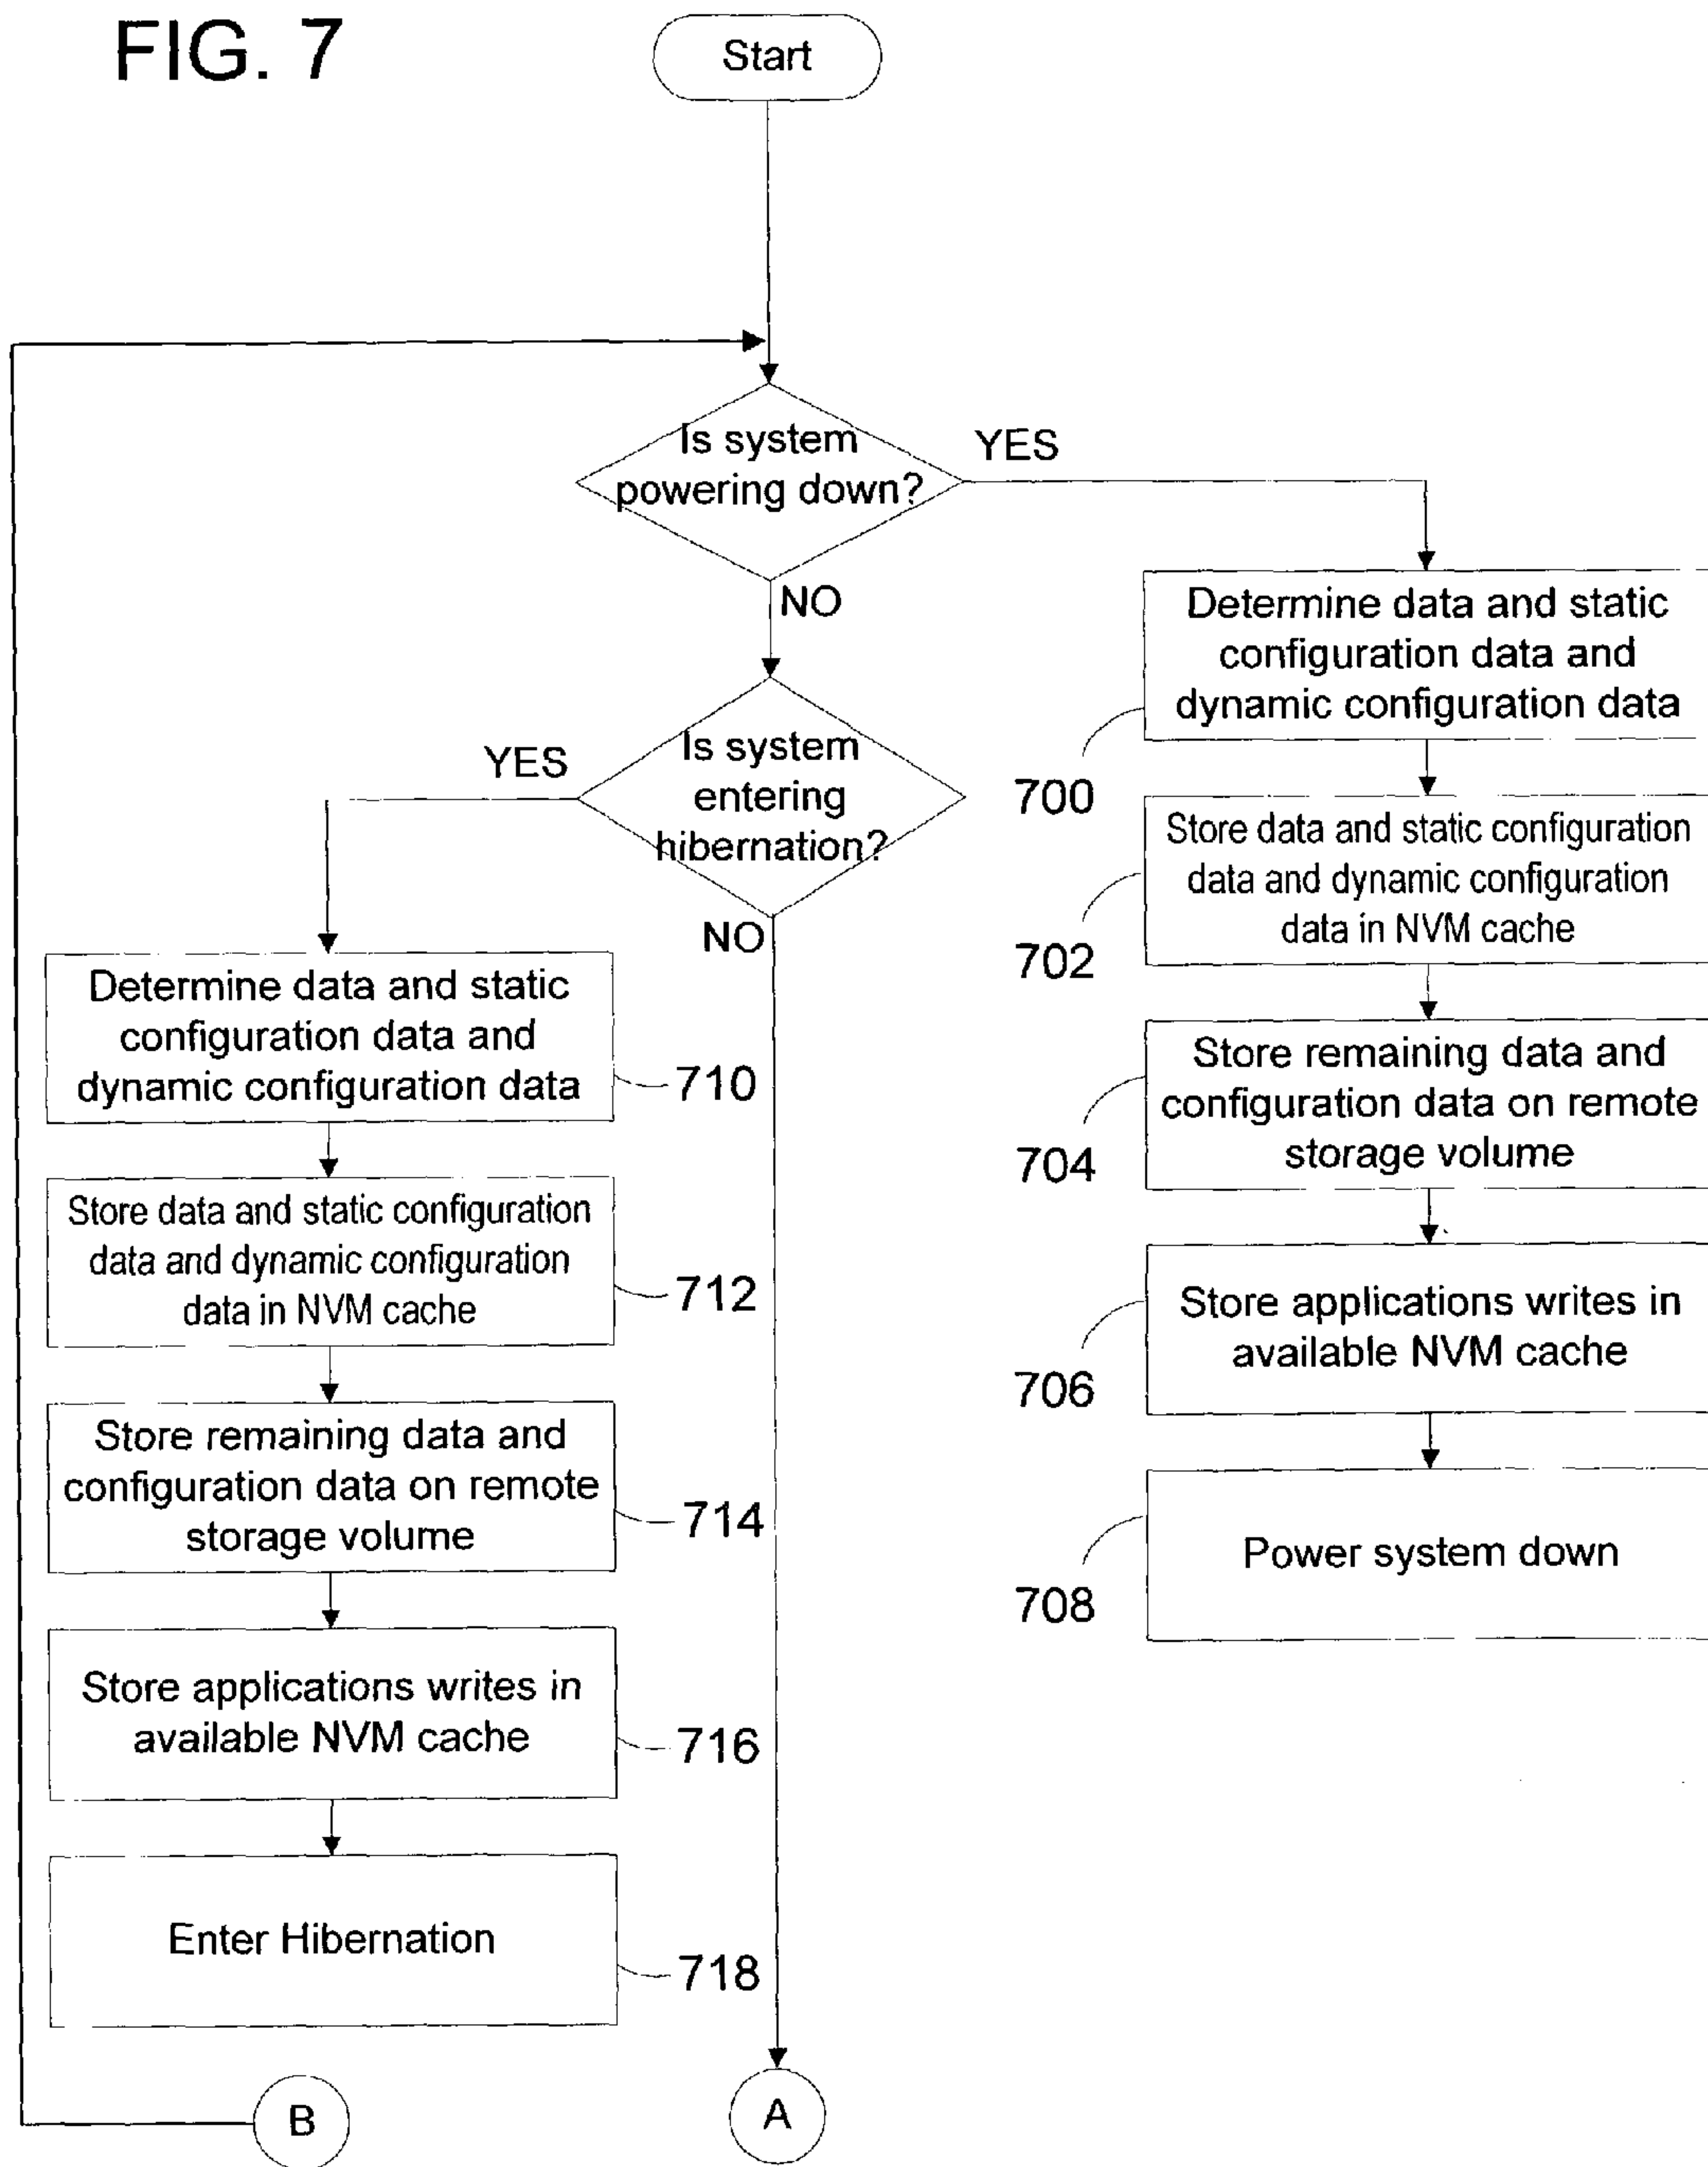 FIG. 7
Start
Is system
powering down?
YES
NO
Determine data and static
configuration data and
dynamic configuration data
700
Store data and static configuration
data and dynamic configuration
data in NVM cache
702
Store remaining data and
configuration data on remote
storage volume
704
Store applications writes in
available NVM cache
706
Power system down
708
Is system
entering
hibernation?
YES
NO
Determine data and static
configuration data and
dynamic configuration data
710
Store data and static configuration
data and dynamic configuration
data in NVM cache
712
Store remaining data and
configuration data on remote
storage volume
714
Store applications writes in
available NVM cache
716
Enter Hibernation
718
B
A